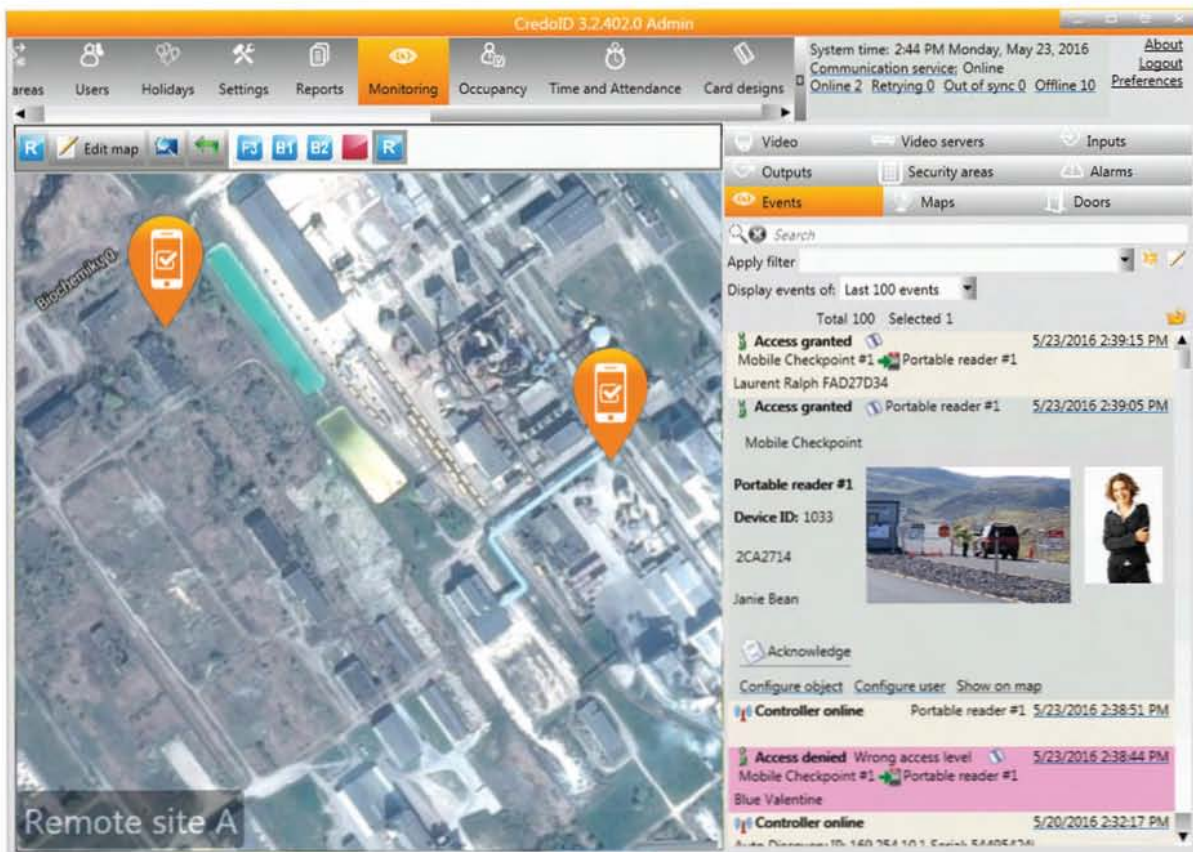 CredoID 3.2.402.0 Admin
areas Users Holidays Settings Reports Monitoring Occupancy Time and Attendance Card designs
System time: 2:44 PM Monday, May 23, 2016
Communication service: Online
Online 2 Retrying 0 Out of sync 0 Offline 10
About
Logout
Preferences
R Edit map F3 B1 B2 R
Video Video servers Inputs
Outputs Security areas Alarms
Events Maps Doors
Search
Apply filter
Display events of: Last 100 events
Total 100 Selected 1
Access granted 5/23/2016 2:39:15 PM
Mobile Checkpoint #1 Portable reader #1
Laurent Ralph FAD27D34
Access granted Portable reader #1 5/23/2016 2:39:05 PM
Mobile Checkpoint
Portable reader #1
Device ID: 1033
2CA2714
Janie Bean
Acknowledge
Configure object Configure user Show on map
Controller online Portable reader #1 5/23/2016 2:38:51 PM
Access denied Wrong access level 5/23/2016 2:38:44 PM
Mobile Checkpoint #1 Portable reader #1
Blue Valentine
Controller online 5/20/2016 2:32:17 PM
Biochemikų g.
Remote site A